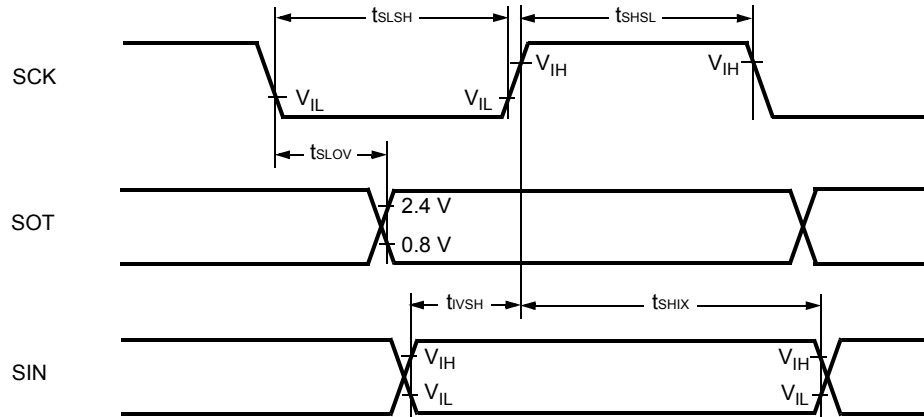 tSLSH
tSHSL
SCK
VIH
VIH
VIL
VIL
tSLOV
SOT
2.4 V
0.8 V
tIVSH
tSHIX
SIN
VIH
VIH
VIL
VIL